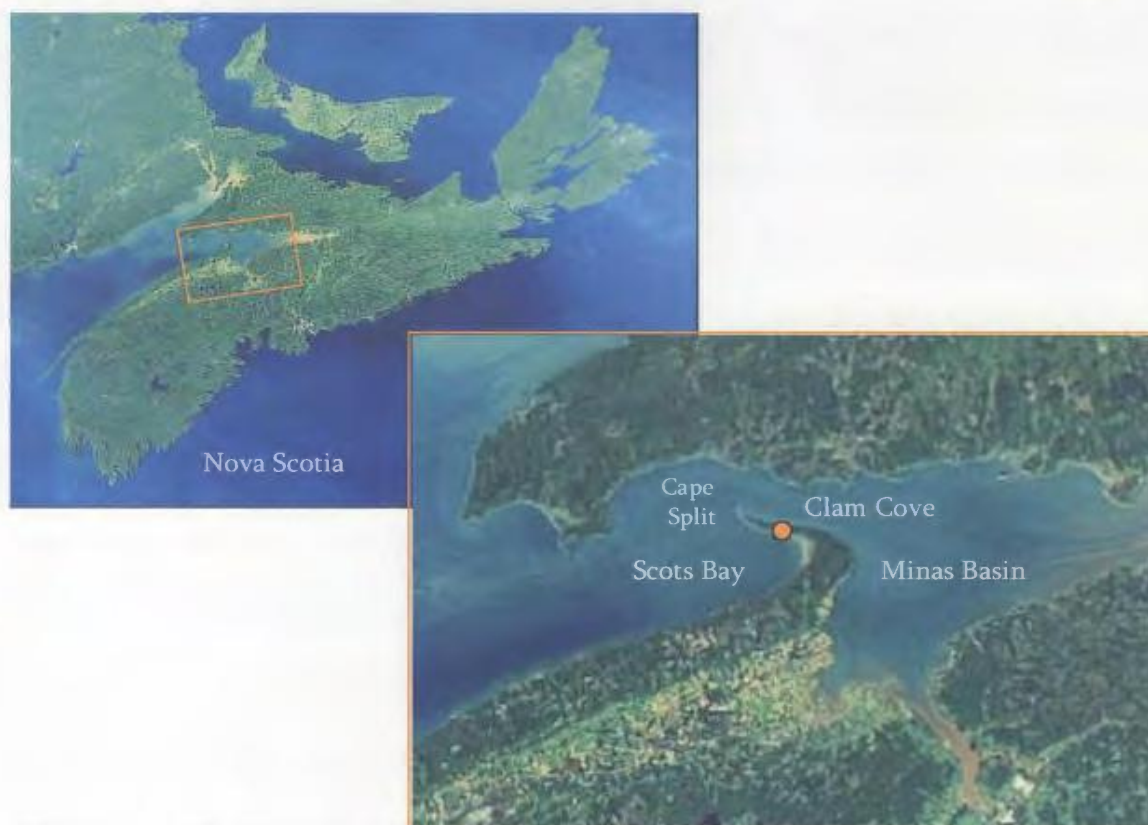 Nova Scotia
Cape
Split
Clam Cove
Scots Bay
Minas Basin